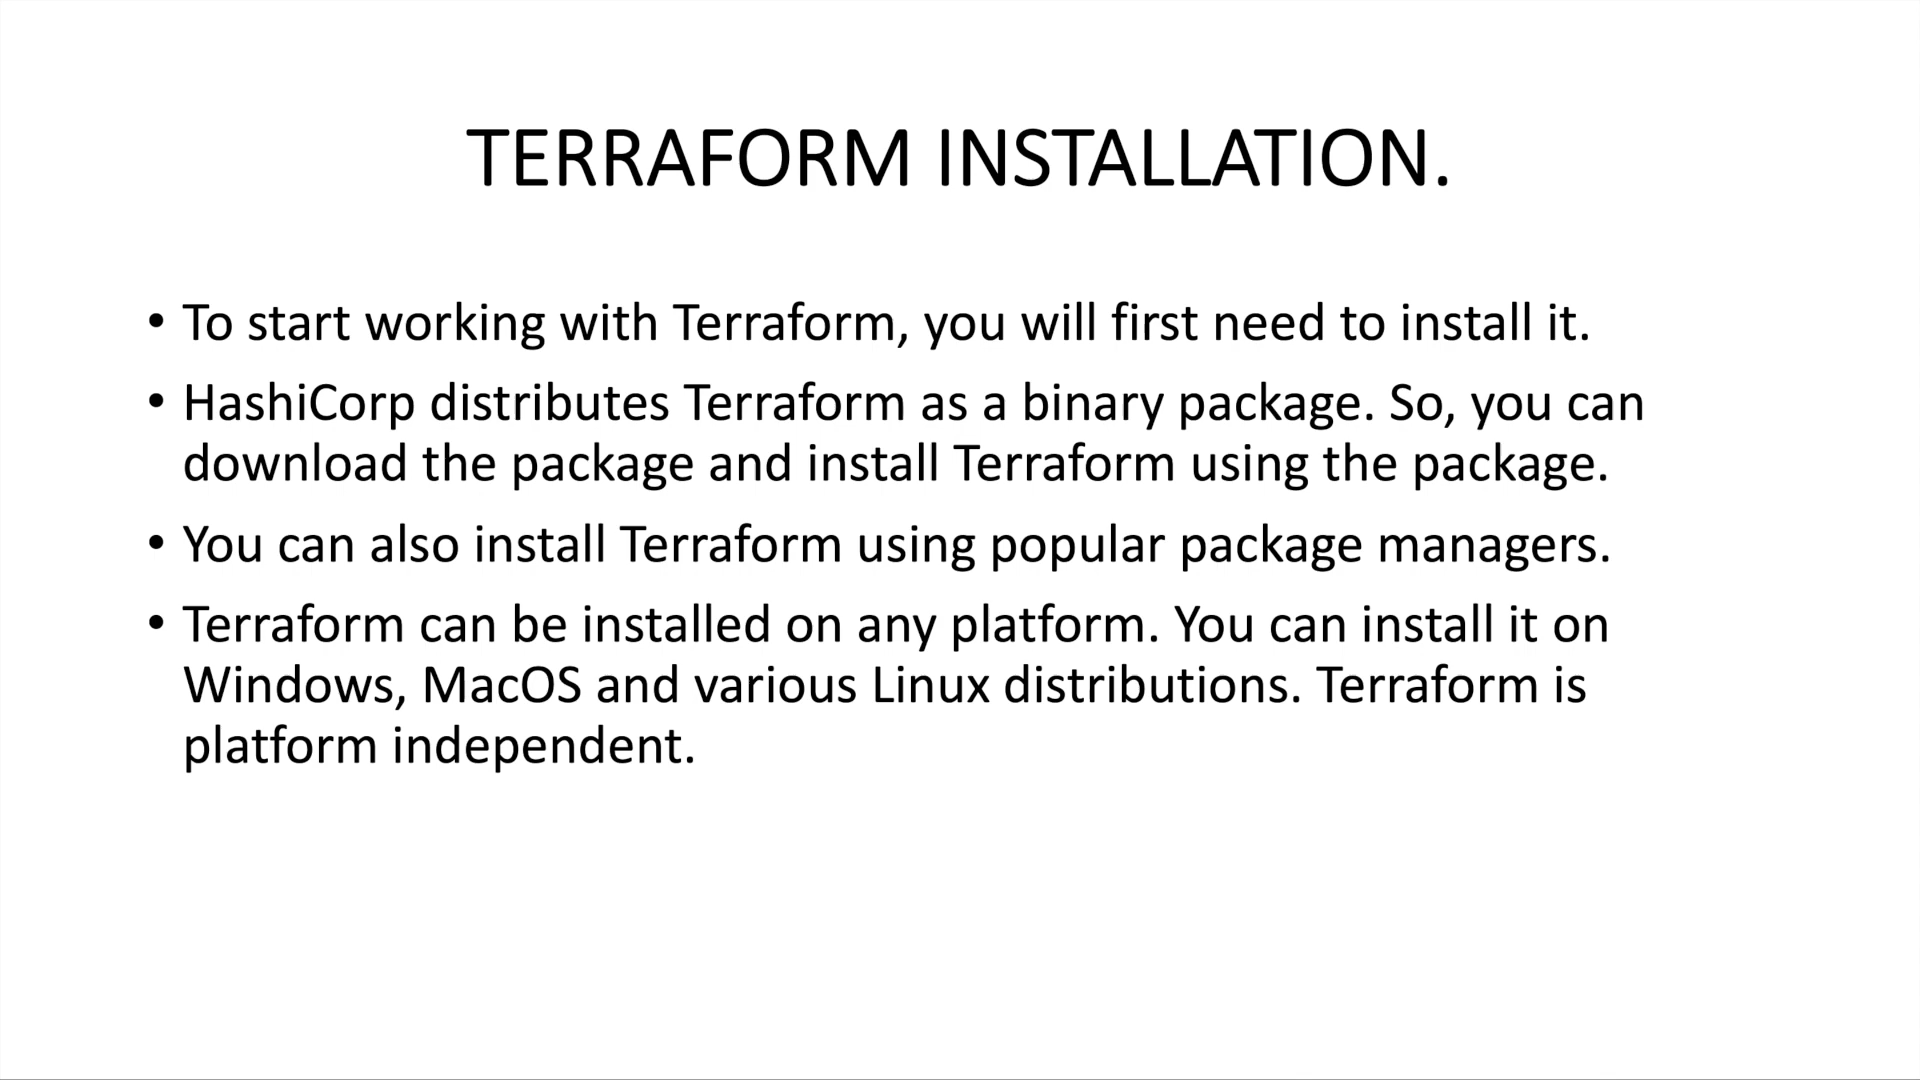 TERRAFORM INSTALLATION.
• To start working with Terraform, you will first need to install it.
• HashiCorp distributes Terraform as a binary package. So, you can
download the package and install Terraform using the package.
• You can also install Terraform using popular package managers.
• Terraform can be installed on any platform. You can install it on
Windows, MacOS and various Linux distributions. Terraform is
platform independent.